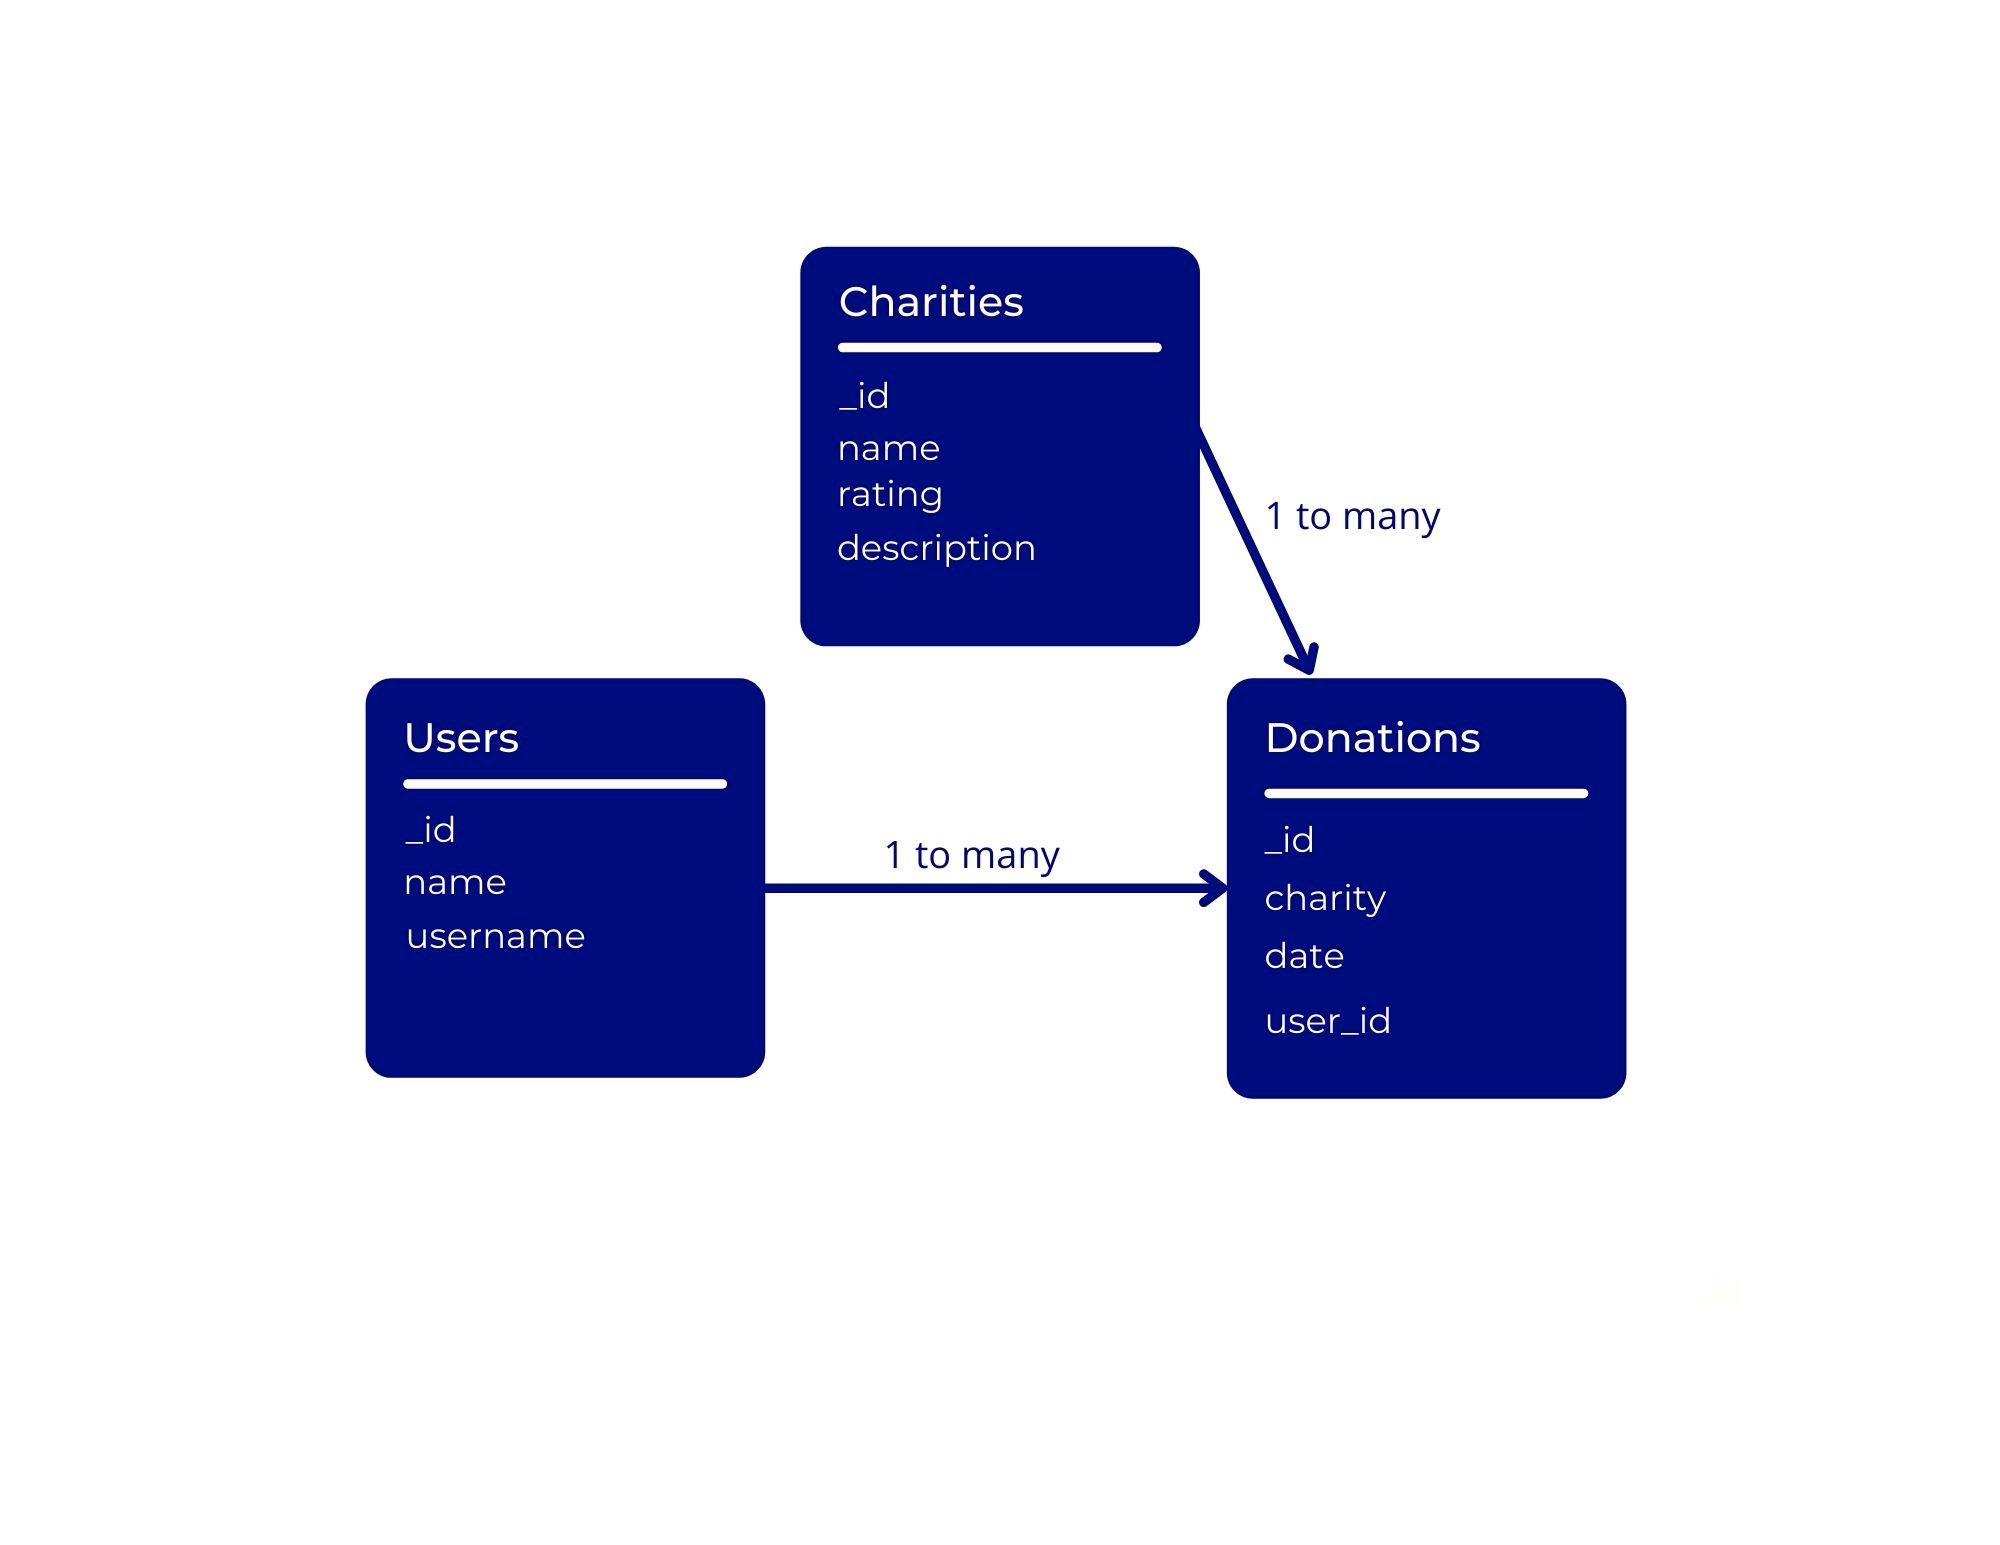 Charities
_id
name
rating
description
1 to many
Users
_id
name
username
1 to many
Donations
_id
charity
date
user_id